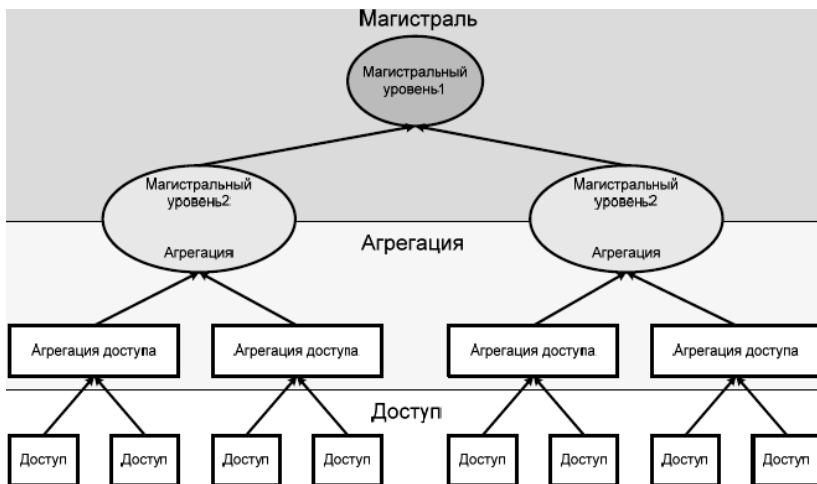 Магистраль
Магистральный
уровень1
Магистральный
уровень2
Магистральный
уровень2
Агрегация
Агрегация
Агрегация
Агрегация доступа
Агрегация доступа
Агрегация доступа
Агрегация доступа
Доступ
Доступ
Доступ
Доступ
Доступ
Доступ
Доступ
Доступ
Доступ